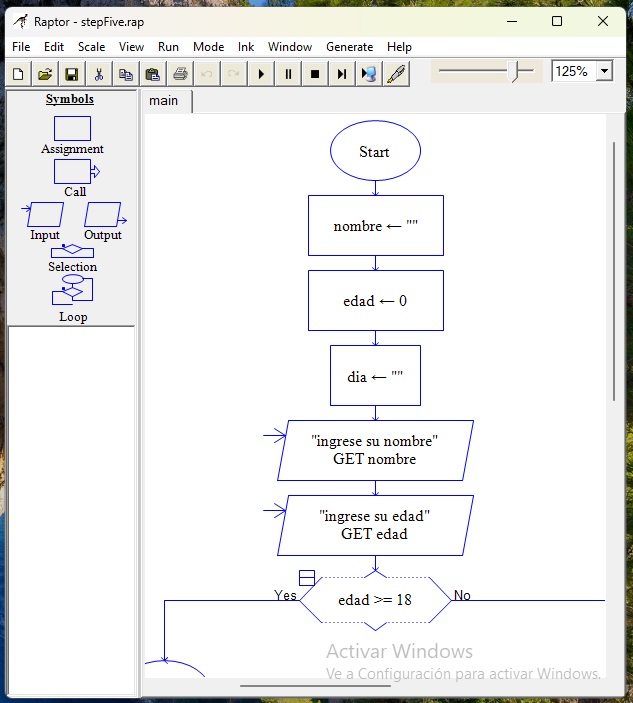 Raptor - stepFive.rap
File Edit Scale View Run Mode Ink Window Generate Help
125%
Symbols
Assignment
Call
Input Output
Selection
Loop
main
Start
nombre ← ""
edad ← 0
dia ← ""
"ingrese su nombre"
GET nombre
"ingrese su edad"
GET edad
Yes edad >= 18 No
Activar Windows
Ve a Configuración para activar Windows.